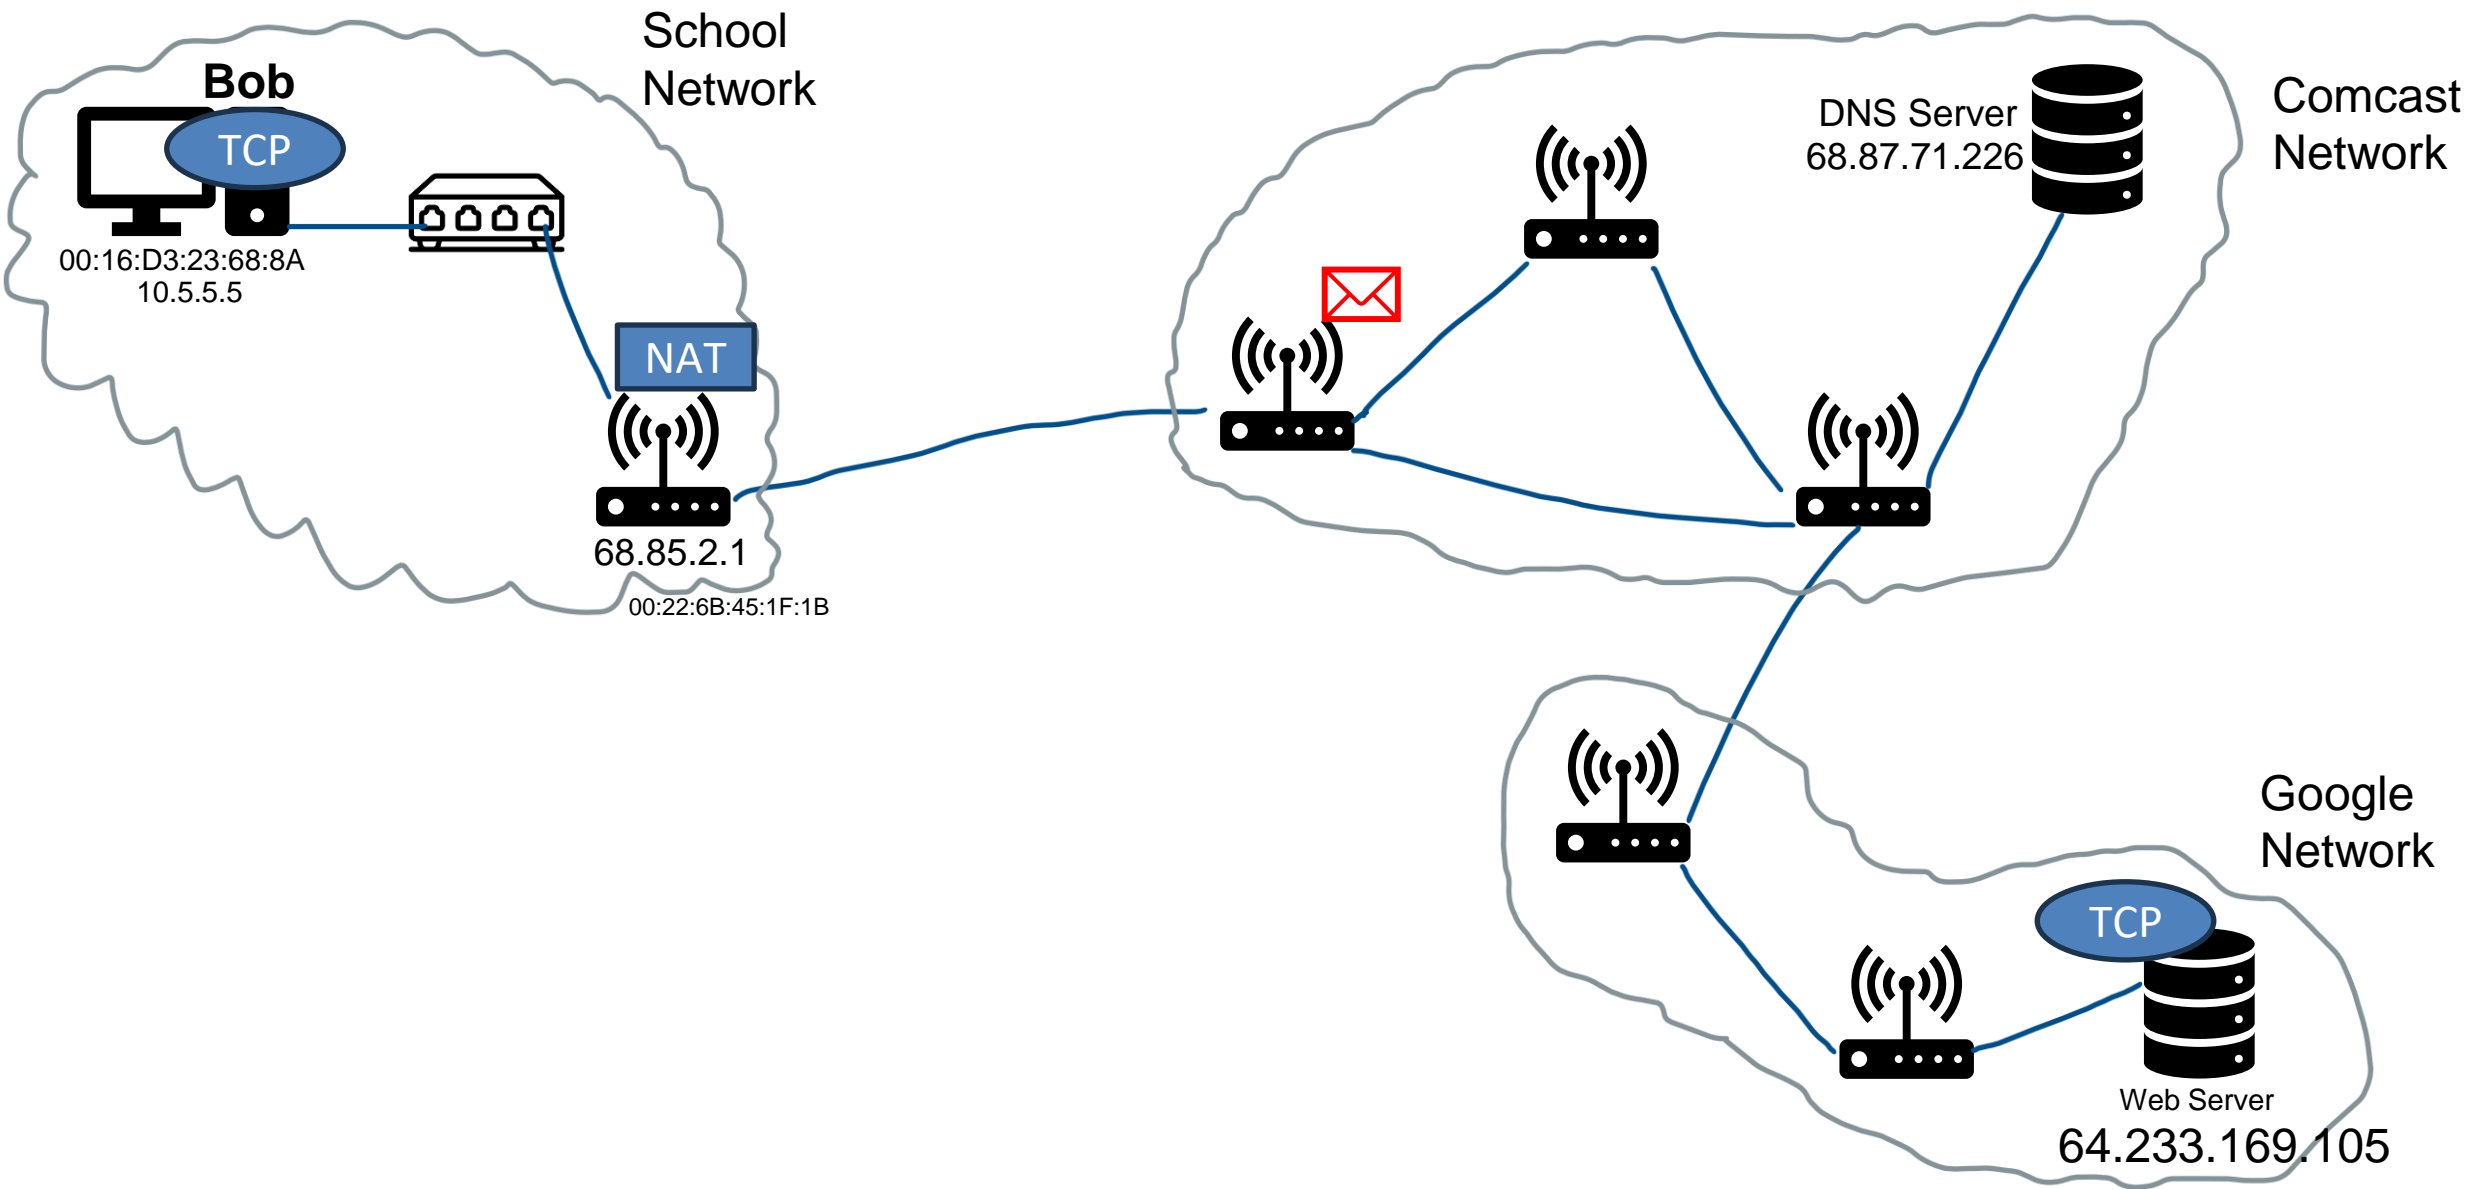 School
Network
Bob
TCP
00:16:D3:23:68:8A
10.5.5.5
NAT
68.85.2.1
00:22:6B:45:1F:1B
DNS Server
68.87.71.226
Comcast
Network
Google
Network
TCP
Web Server
64.233.169.105